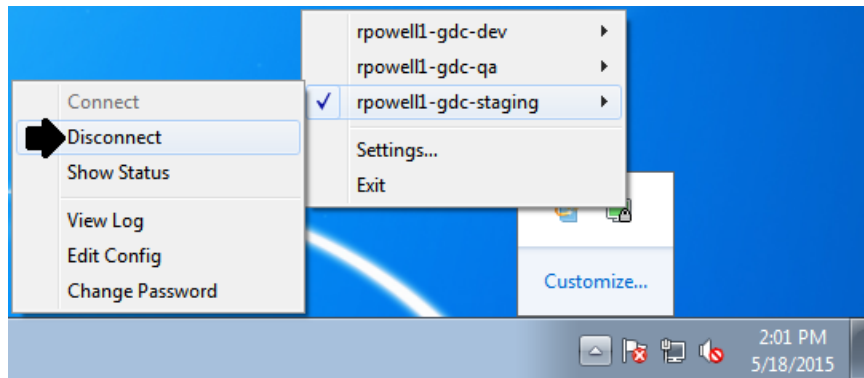 rpowell1-gdc-dev
rpowell1-gdc-qa
rpowell1-gdc-staging
Settings...
Exit
Connect
Disconnect
Show Status
View Log
Edit Config
Change Password
Customize...
2:01 PM
5/18/2015